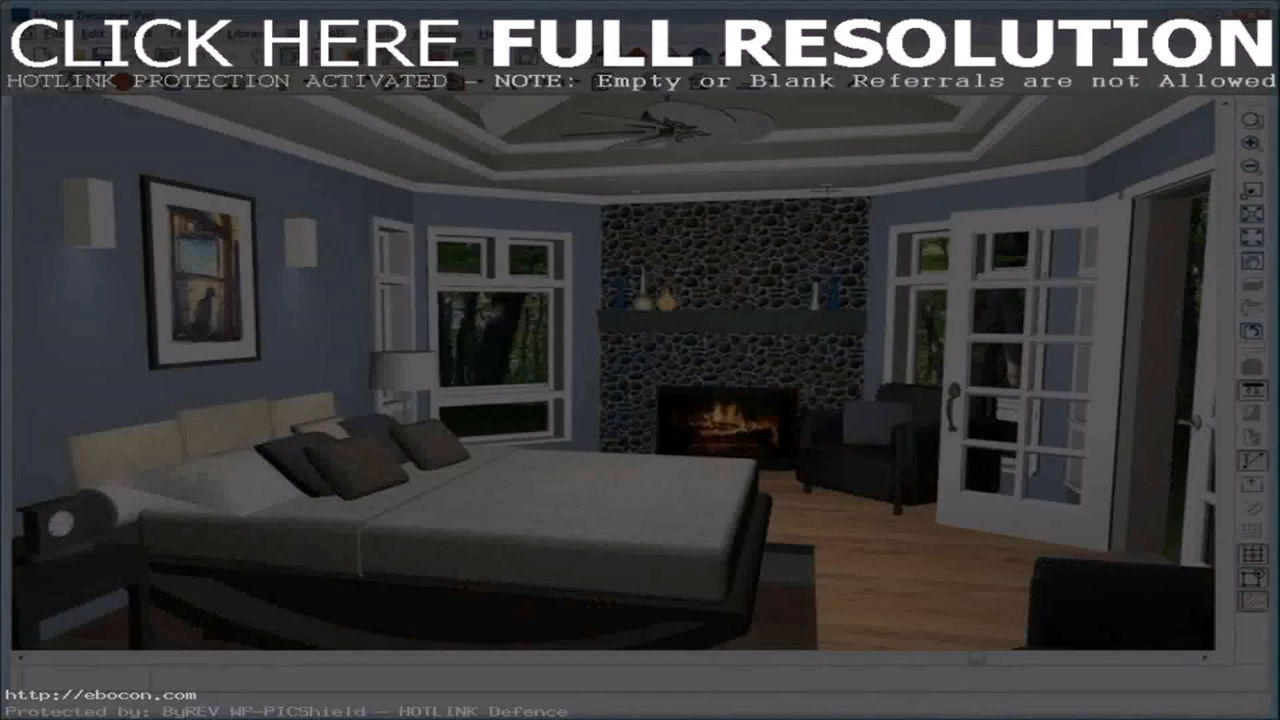 CLICK HERE FULL RESOLUTION
HOTLINK PROTECTION ACTIVATED - NOTE: Empty or Blank Referrals are not Allowed
http://ebocon.com
Protected by: ByREV WP-PICShield - HOTLINK Defence